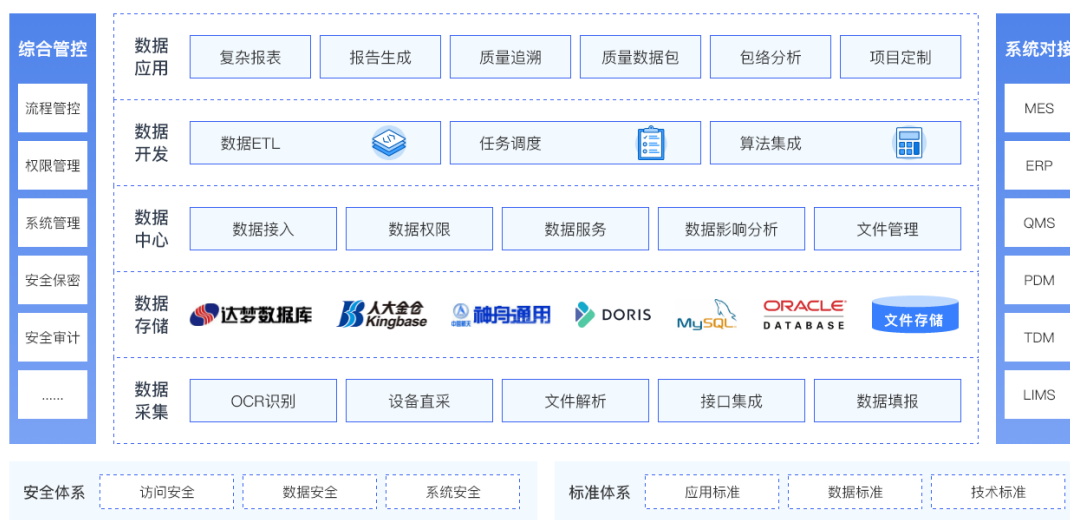 综合管控
流程管控
权限管理
系统管理
安全保密
安全审计
......
数据
应用
复杂报表
报告生成
质量追溯
质量数据包
包络分析
项目定制
数据
开发
数据ETL
任务调度
算法集成
数据
中心
数据接入
数据权限
数据服务
数据影响分析
文件管理
数据
存储
达梦数据库
人大金仓
Kingbase
中国航天
神舟通用
DORIS
MySQL
ORACLE
DATABASE
文件存储
数据
采集
OCR识别
设备直采
文件解析
接口集成
数据填报
系统对接
MES
ERP
QMS
PDM
TDM
LIMS
安全体系
访问安全
数据安全
系统安全
标准体系
应用标准
数据标准
技术标准